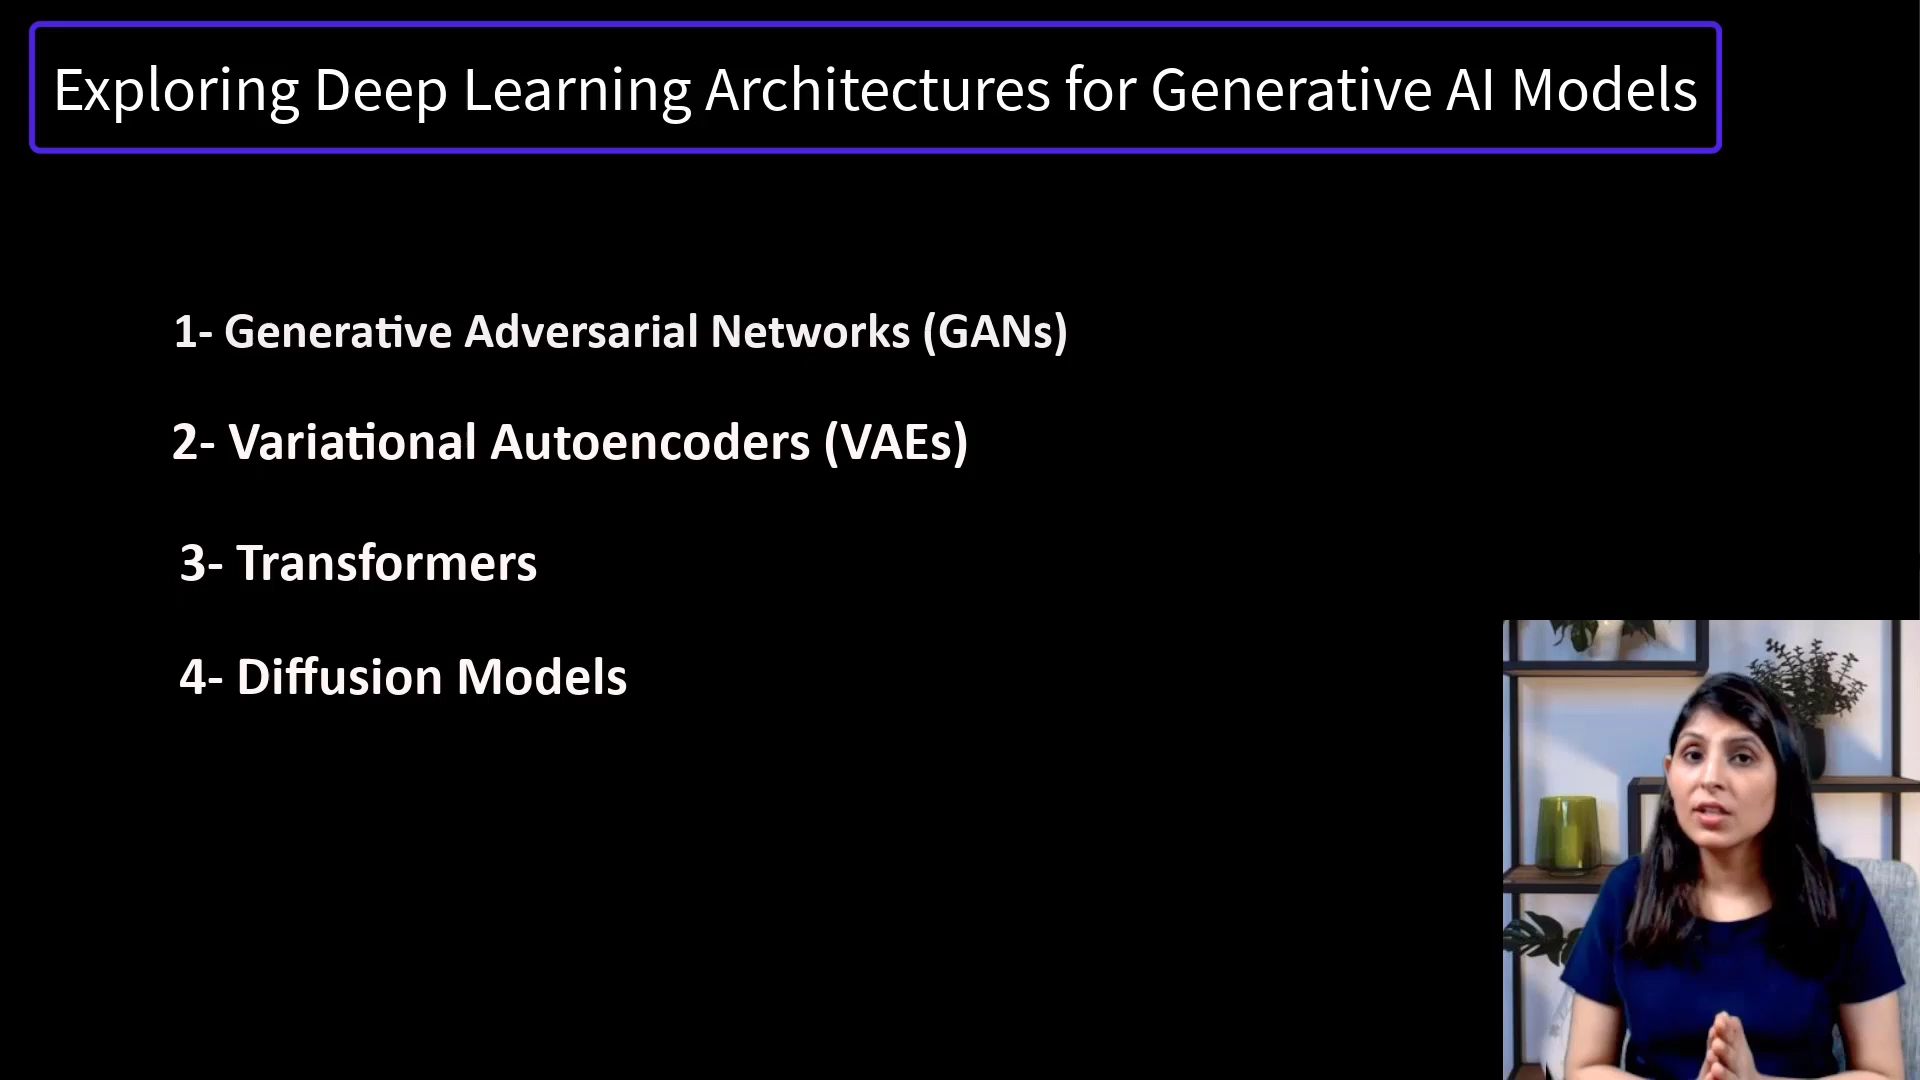 Exploring Deep Learning Architectures for Generative AI Models
1- Generative Adversarial Networks (GANs)
2- Variational Autoencoders (VAEs)
3- Transformers
4- Diffusion Models